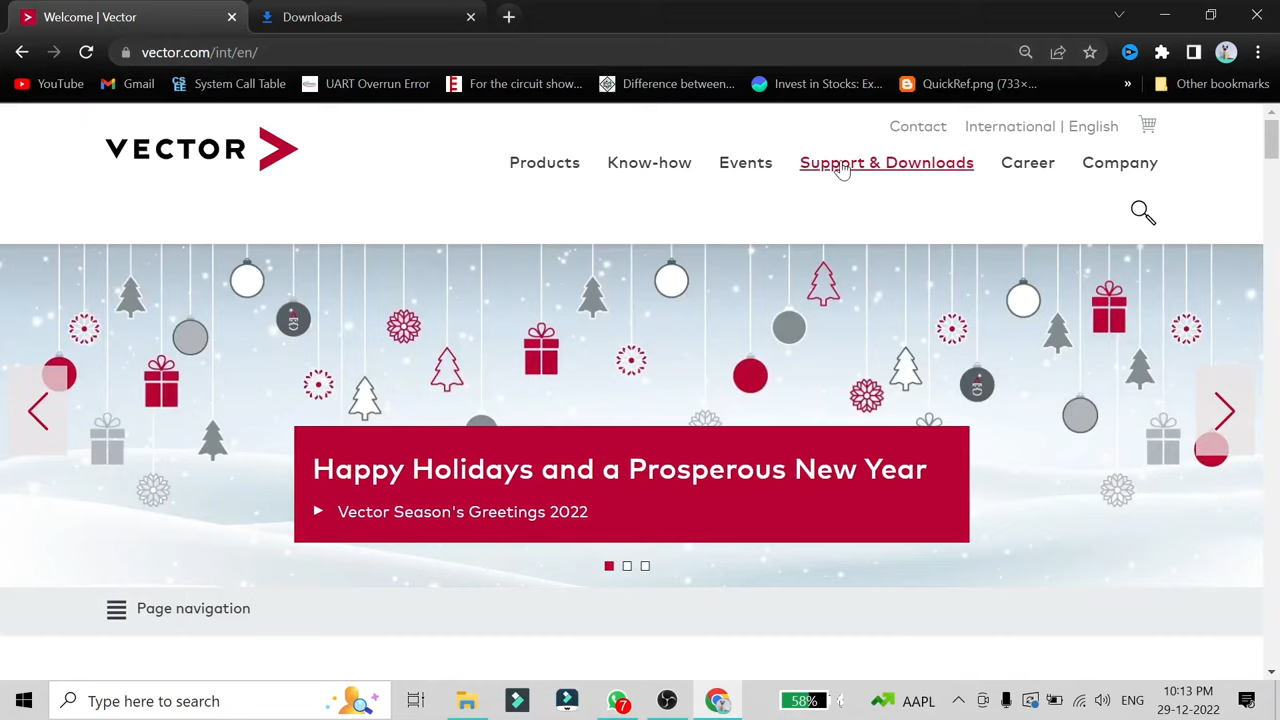 Welcome | Vector
Downloads
vector.com/int/en/
YouTube
Gmail
System Call Table
UART Overrun Error
For the circuit show...
Difference between...
Invest in Stocks: Ex...
QuickRef.png (733×...
»
Other bookmarks
VECTOR
Contact
International | English
Products
Know-how
Events
Support & Downloads
Career
Company
Happy Holidays and a Prosperous New Year
Vector Season's Greetings 2022
Page navigation
Type here to search
7
58%
AAPL
ENG
10:13 PM
29-12-2022